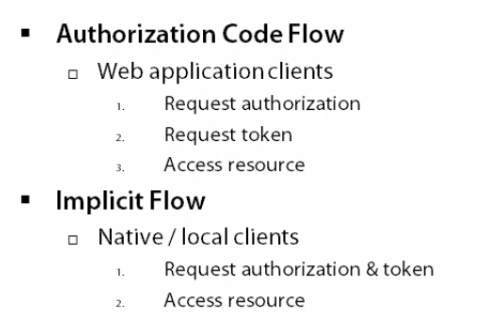 ▪ Authorization Code Flow
□ Web application clients
1. Request authorization
2. Request token
3. Access resource
▪ Implicit Flow
□ Native / local clients
1. Request authorization & token
2. Access resource